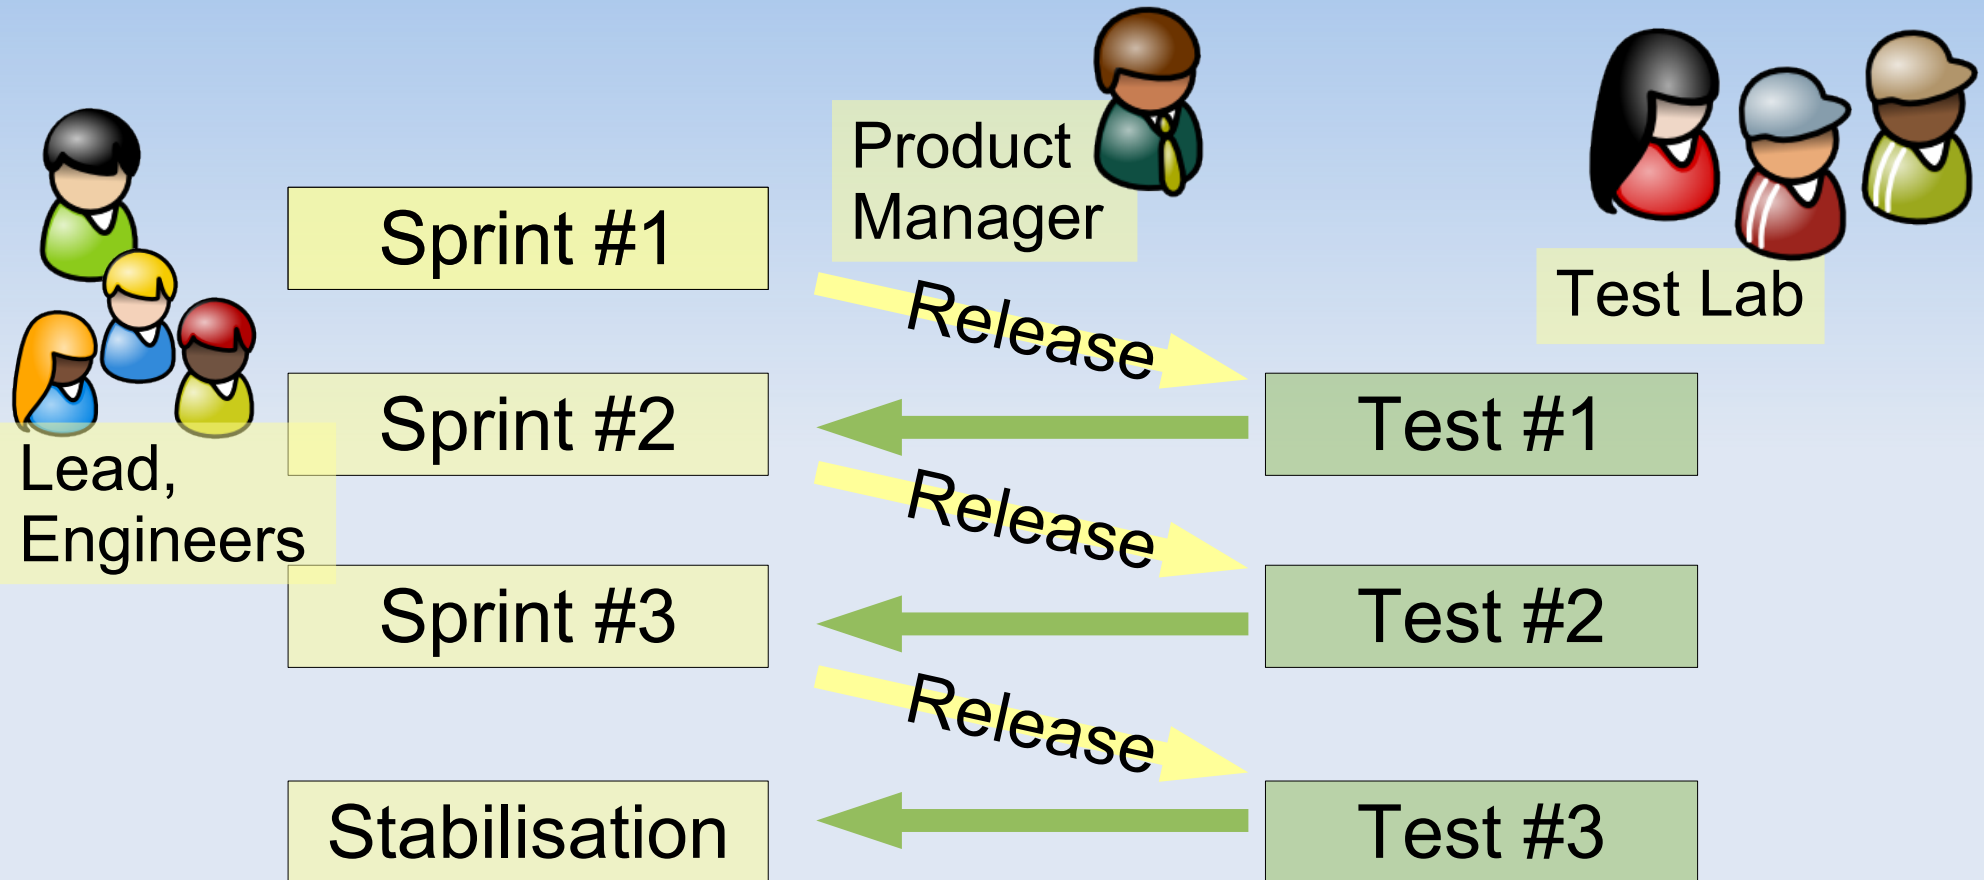 Product
Manager
Sprint #1
Test Lab
Release
Sprint #2
Test #1
Lead,
Engineers
Release
Sprint #3
Test #2
Release
Stabilisation
Test #3